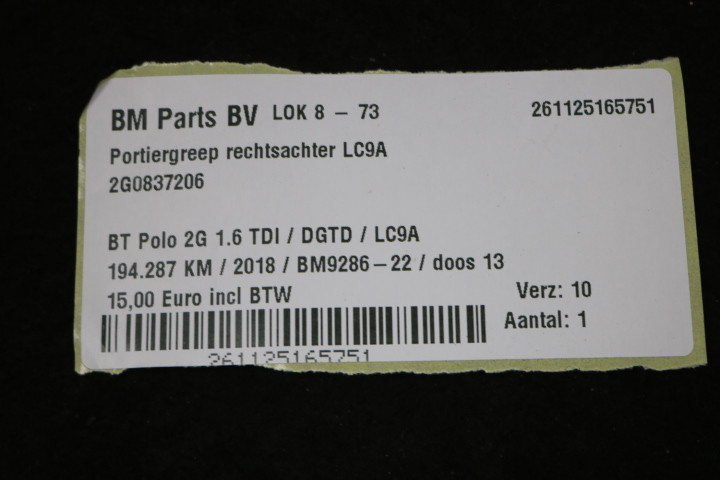 BM Parts BV LOK 8 – 73 261125165751
Portiergreep rechtsachter LC9A
2G0837206
BT Polo 2G 1.6 TDI / DGTD / LC9A
194.287 KM / 2018 / BM9286–22 / doos 13
15,00 Euro incl BTW Verz: 10
Aantal: 1
261125165751